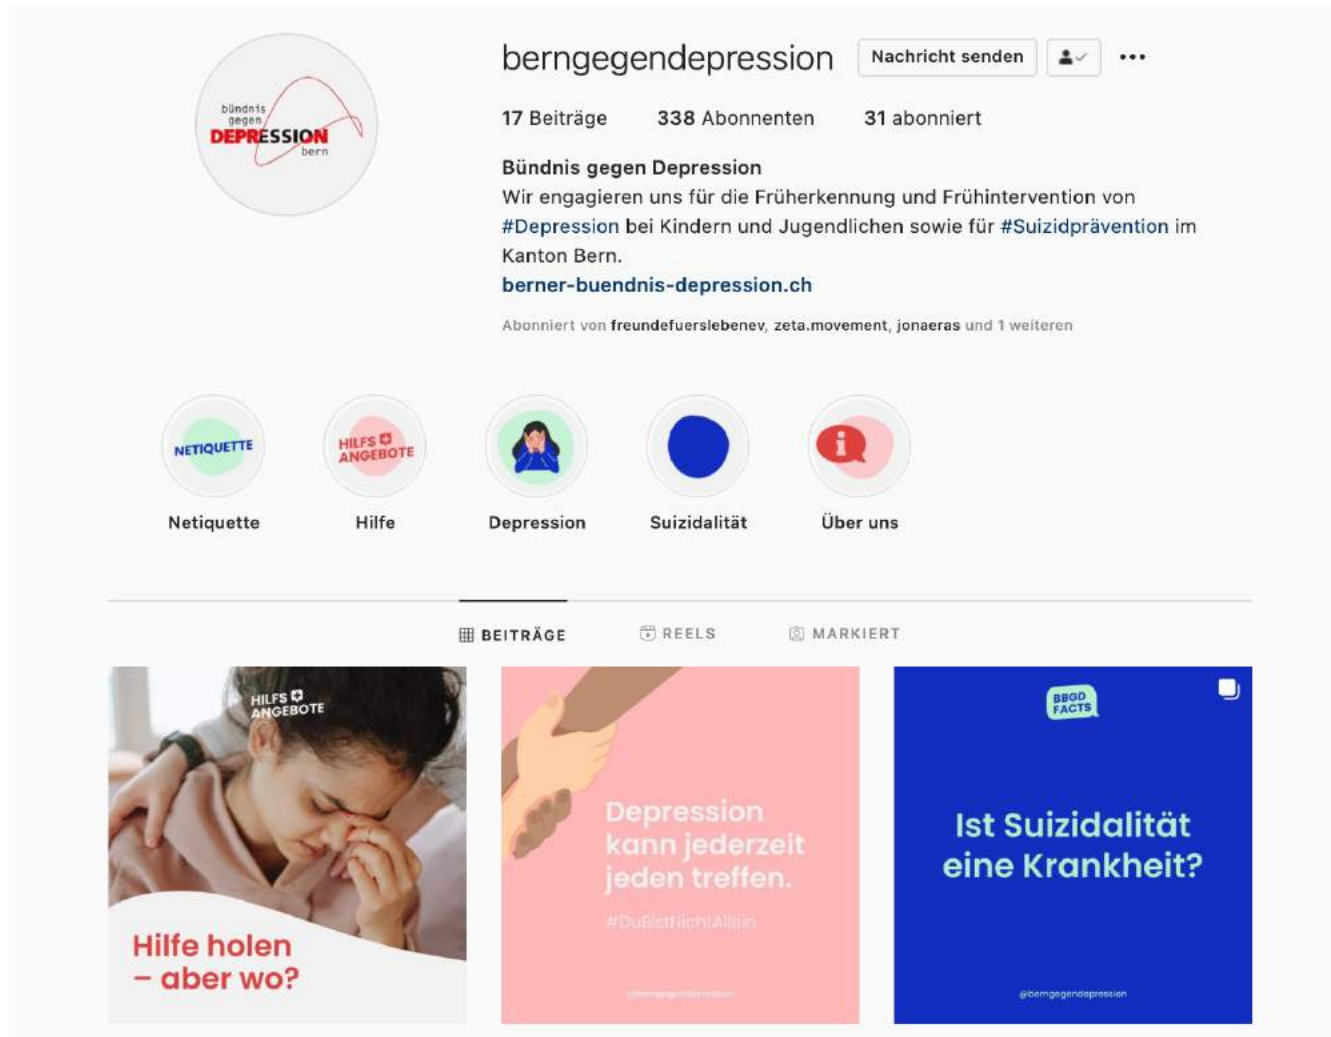 bündnis
gegen
DEPRESSION
bern
berngegendepression
Nachricht senden
17 Beiträge 338 Abonnenten 31 abonniert
Bündnis gegen Depression
Wir engagieren uns für die Früherkennung und Frühintervention von
#Depression bei Kindern und Jugendlichen sowie für #Suizidprävention im
Kanton Bern.
berner-buendnis-depression.ch
Abonniert von freundefuerslebenev, zeta.movement, jonaeras und 1 weiteren
NETIQUETTE
HILFS
ANGEBOTE
i
Netiquette
Hilfe
Depression
Suizidalität
Über uns
BEITRÄGE
REELS
MARKIERT
HILFS
ANGEBOTE
Hilfe holen
– aber wo?
Depression
kann jederzeit
jeden treffen.
#DuBistNichtAllein
@berngegendepression
BBGD
FACTS
Ist Suizidalität
eine Krankheit?
@berngegendepression